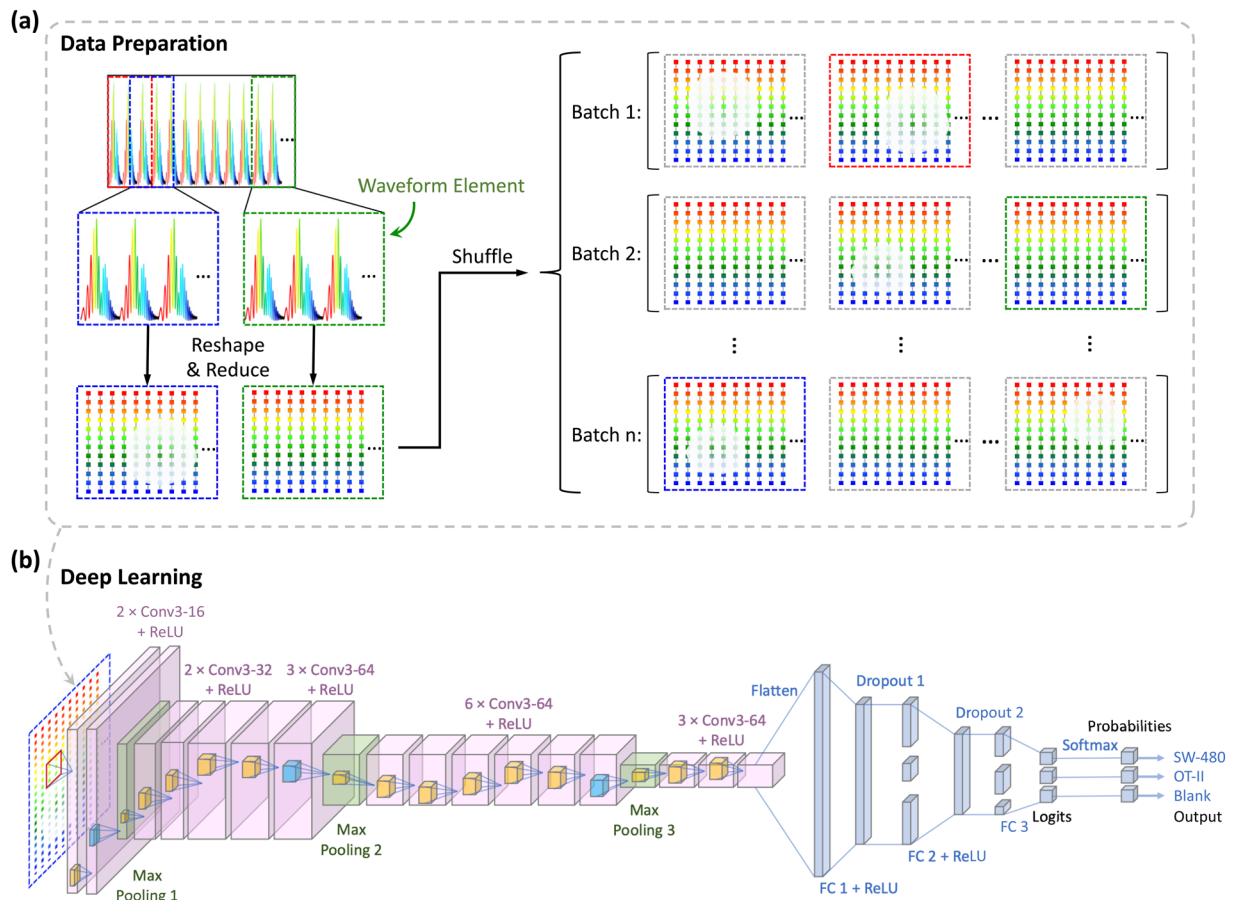 (a)
Data Preparation
...
Waveform Element
...
...
Reshape
& Reduce
...
...
Shuffle
Batch 1:
...
...
...
...
Batch 2:
...
...
...
...
...
...
...
Batch n:
...
...
...
...
(b)
Deep Learning
2 × Conv3-16
+ ReLU
2 × Conv3-32
+ ReLU
3 × Conv3-64
+ ReLU
6 × Conv3-64
+ ReLU
3 × Conv3-64
+ ReLU
Max
Pooling 1
Max
Pooling 2
Max
Pooling 3
Flatten
FC 1 + ReLU
Dropout 1
FC 2 + ReLU
Dropout 2
FC 3
Logits
Softmax
Probabilities
SW-480
OT-II
Blank
Output